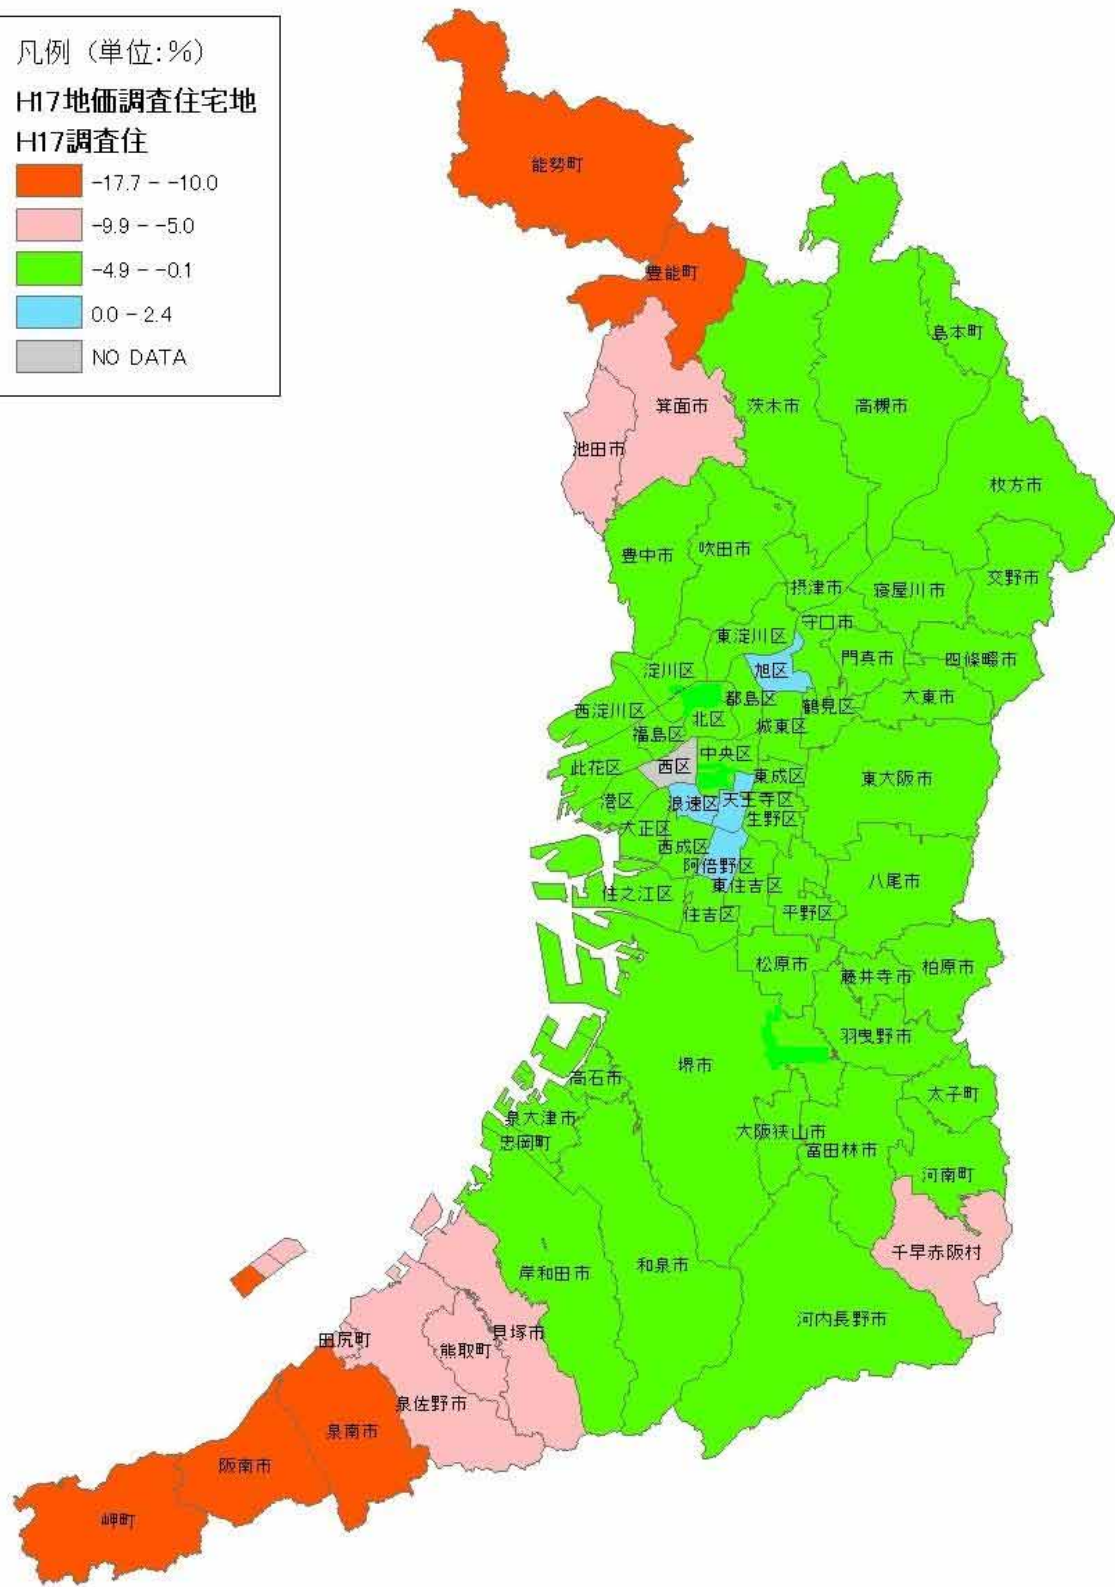 凡例（単位:％）
H17地価調査住宅地
H17調査住
-17.7 - -10.0
-9.9 - -5.0
-4.9 - -0.1
0.0 - 2.4
NO DATA
能勢町
豊能町
島本町
箕面市
茨木市
高槻市
池田市
枚方市
豊中市
吹田市
摂津市
寝屋川市
交野市
守口市
東淀川区
門真市
四條畷市
淀川区
旭区
西淀川区
都島区
鶴見区
大東市
北区
城東区
福島区
中央区
此花区
西区
東成区
東大阪市
港区
浪速区
天王寺区
生野区
大正区
西成区
阿倍野区
東住吉区
八尾市
住之江区
住吉区
平野区
松原市
藤井寺市
柏原市
羽曳野市
堺市
高石市
太子町
泉大津市
忠岡町
大阪狭山市
富田林市
河南町
千早赤阪村
岸和田市
和泉市
河内長野市
田尻町
熊取町
貝塚市
泉佐野市
泉南市
阪南市
岬町